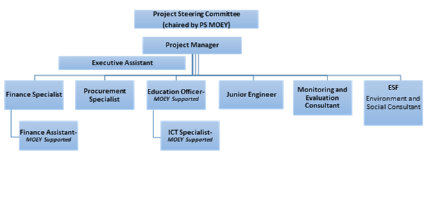 Project Steering Committee
(chaired by PS MOEY)
Project Manager
Executive Assistant
Finance Specialist
Procurement
Specialist
Education Officer-
MOEY Supported
Junior Engineer
Monitoring and
Evaluation
Consultant
ESF
Environment and
Social Consultant
Finance Assistant-
MOEY Supported
ICT Specialist-
MOEY Supported